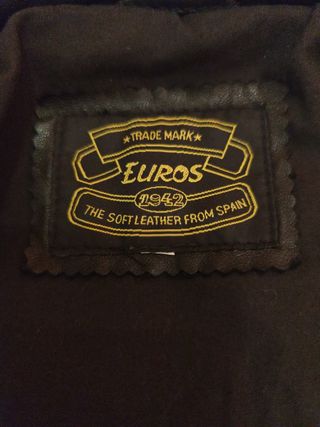 ★TRADE MARK★
EUROS
1942
THE SOFT LEATHER FROM SPAIN